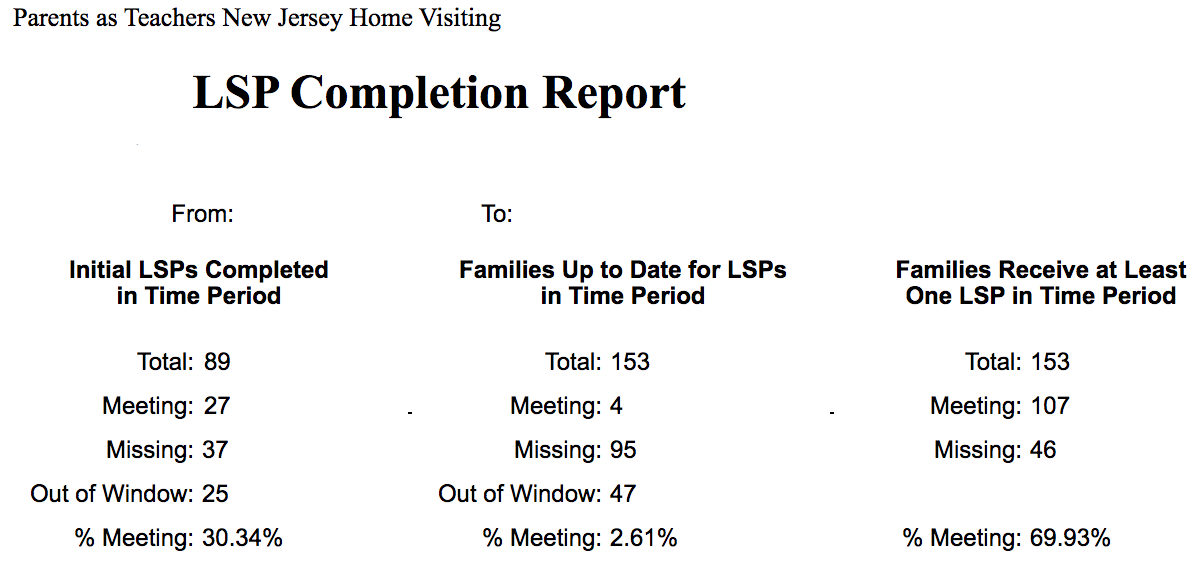 Parents as Teachers New Jersey Home Visiting
LSP Completion Report
From:
To:
Initial LSPs Completed
in Time Period
Total: 89
Meeting: 27
Missing: 37
Out of Window: 25
% Meeting: 30.34%
Families Up to Date for LSPs
in Time Period
Total: 153
Meeting: 4
Missing: 95
Out of Window: 47
% Meeting: 2.61%
Families Receive at Least
One LSP in Time Period
Total: 153
Meeting: 107
Missing: 46
% Meeting: 69.93%